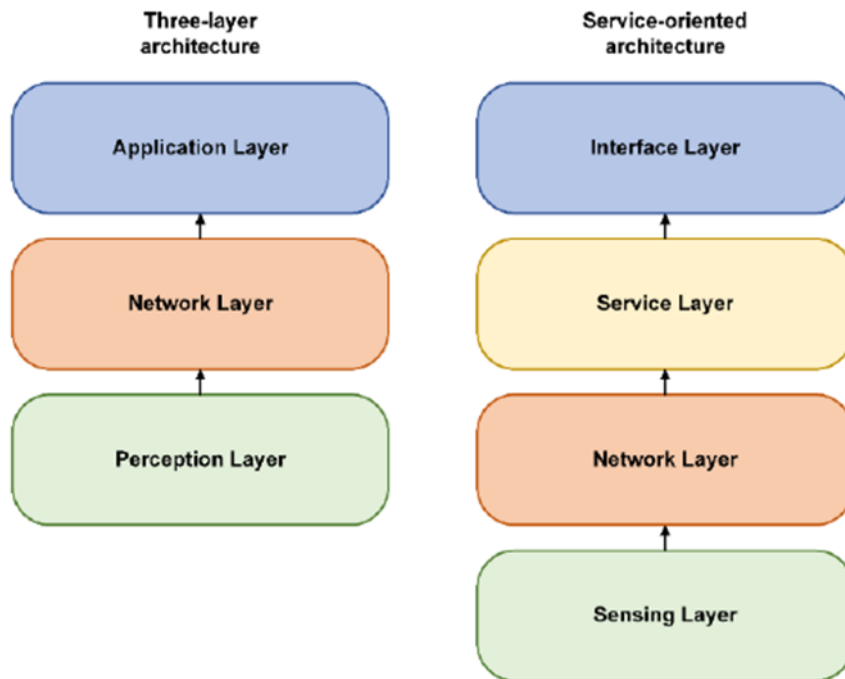 Three-layer
architecture
Application Layer
Network Layer
Perception Layer
Service-oriented
architecture
Interface Layer
Service Layer
Network Layer
Sensing Layer